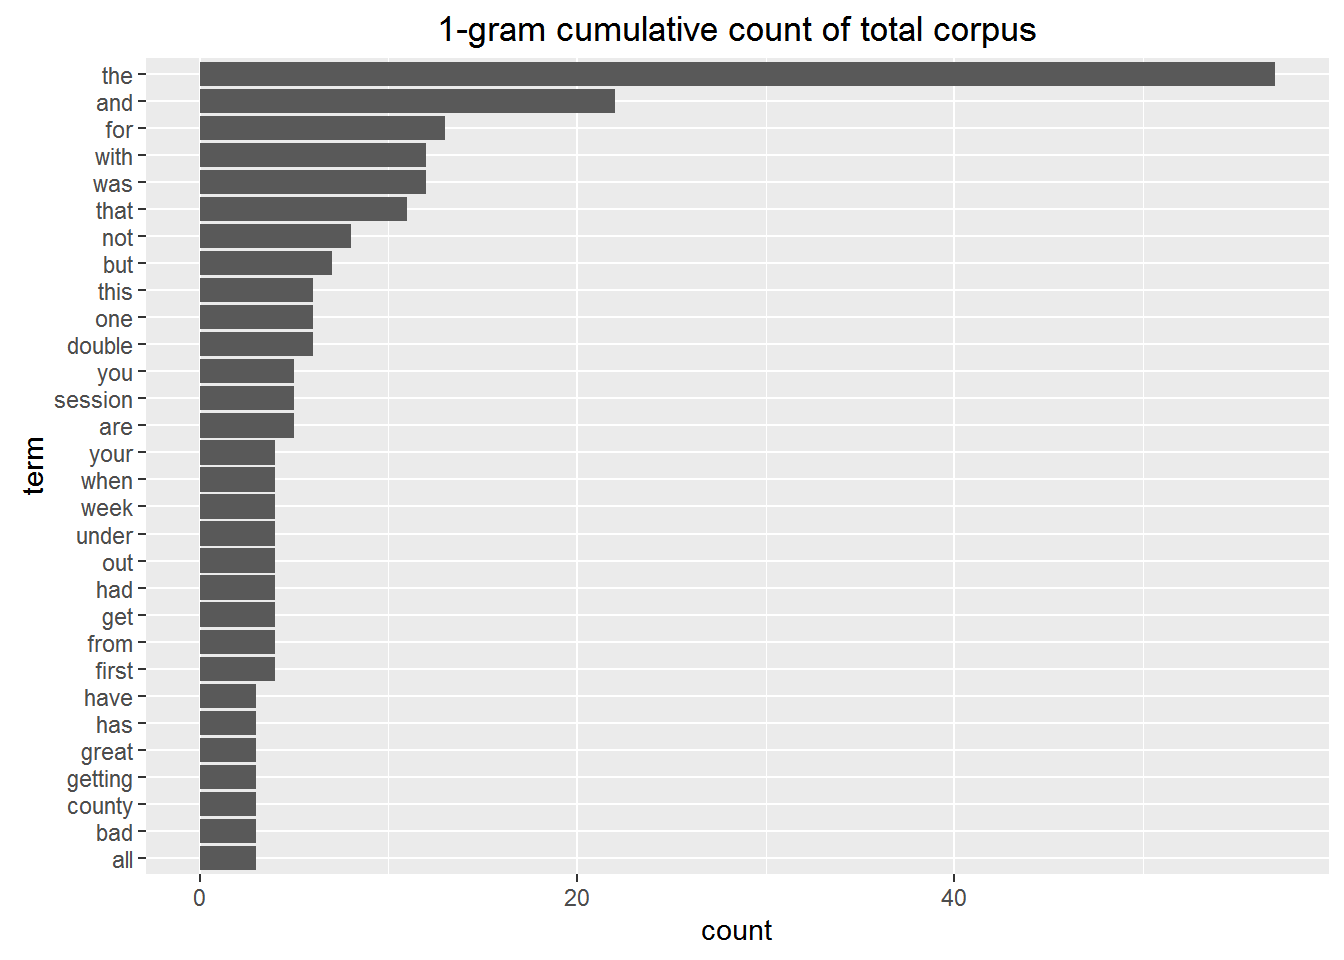 1-gram cumulative count of total corpus
the
and
for
with
was
that
not
but
this
one
double
you
session
are
your
when
week
under
out
had
get
from
first
have
has
great
getting
county
bad
all
term
0 20 40
count